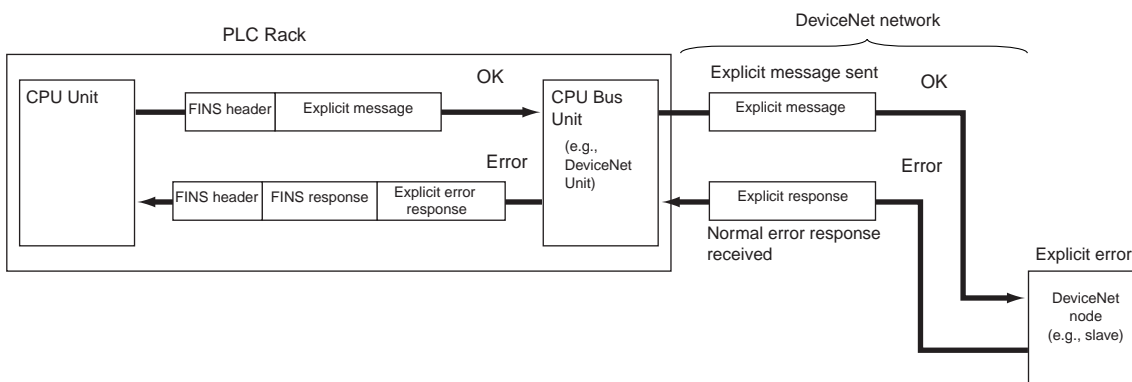 DeviceNet network
PLC Rack
CPU Unit
OK
FINS header
Explicit message
Error
FINS header
FINS response
Explicit error
response
CPU Bus
Unit
(e.g.,
DeviceNet
Unit)
Explicit message sent
OK
Explicit message
Error
Explicit response
Normal error response
received
Explicit error
DeviceNet
node
(e.g., slave)